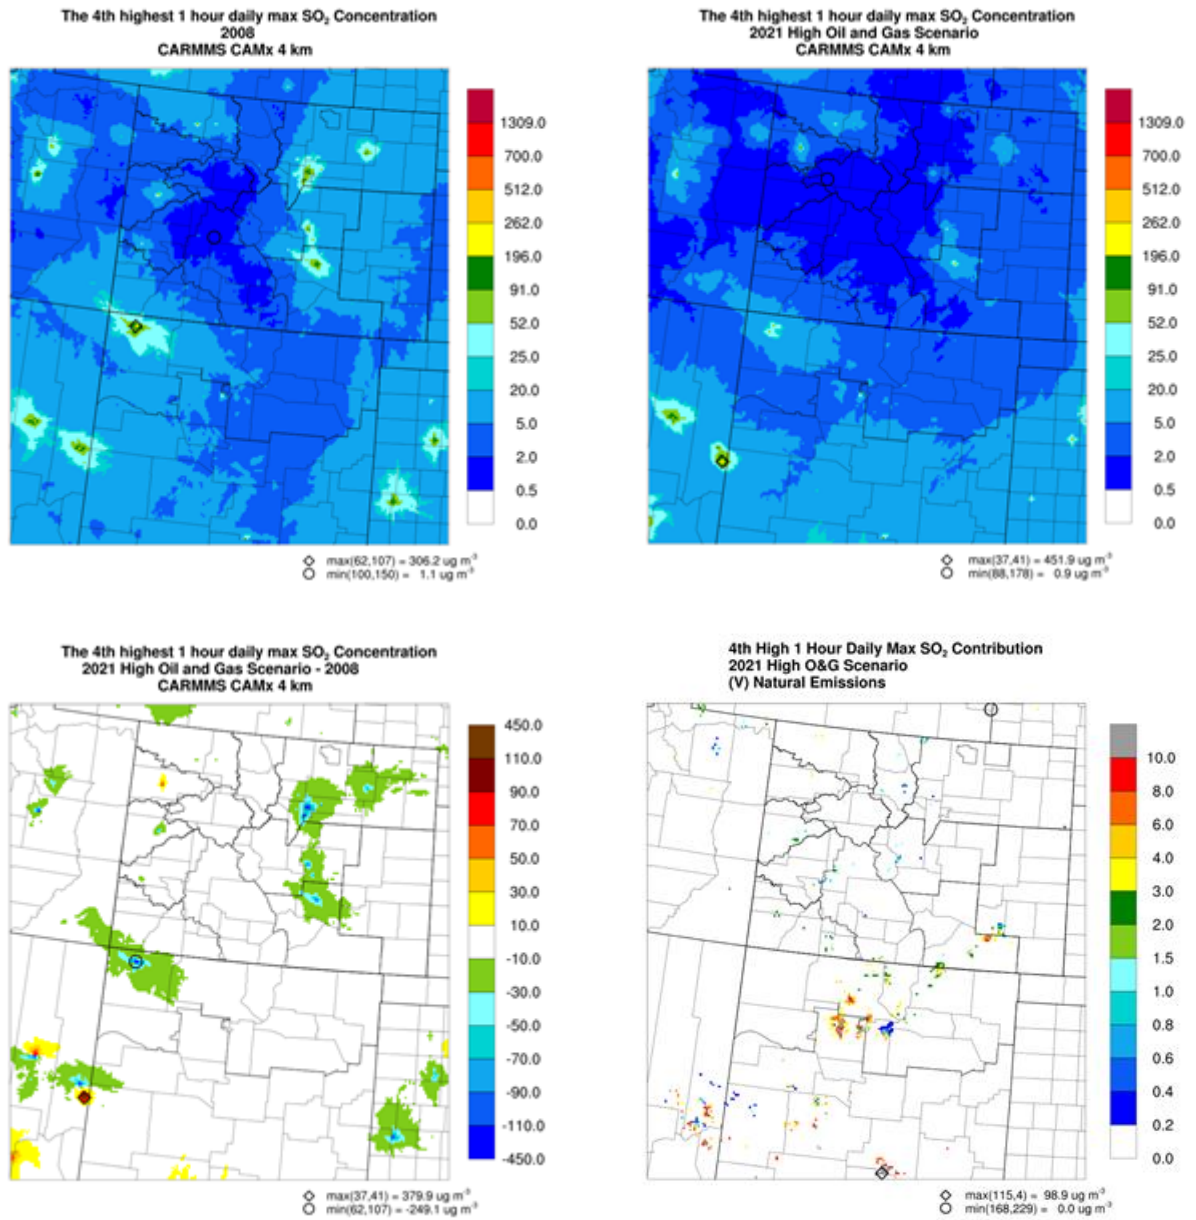 The 4th highest 1 hour daily max SO₂ Concentration
2008
CARMMS CAMx 4 km
1309.0
700.0
512.0
262.0
196.0
91.0
52.0
25.0
20.0
5.0
2.0
0.5
0.0
max(62,107) = 306.2 ug m⁻³
min(100,150) = 1.1 ug m⁻³
The 4th highest 1 hour daily max SO₂ Concentration
2021 High Oil and Gas Scenario
CARMMS CAMx 4 km
1309.0
700.0
512.0
262.0
196.0
91.0
52.0
25.0
20.0
5.0
2.0
0.5
0.0
max(37,41) = 451.9 ug m⁻³
min(88,178) = 0.9 ug m⁻³
The 4th highest 1 hour daily max SO₂ Concentration
2021 High Oil and Gas Scenario - 2008
CARMMS CAMx 4 km
450.0
110.0
90.0
70.0
50.0
30.0
10.0
-10.0
-30.0
-50.0
-70.0
-90.0
-110.0
-450.0
max(37,41) = 379.9 ug m⁻³
min(62,107) = -249.1 ug m⁻³
4th High 1 Hour Daily Max SO₂ Contribution
2021 High O&G Scenario
(V) Natural Emissions
10.0
8.0
6.0
4.0
3.0
2.0
1.5
1.0
0.8
0.6
0.4
0.2
0.0
max(115,4) = 98.9 ug m⁻³
min(168,229) = 0.0 ug m⁻³